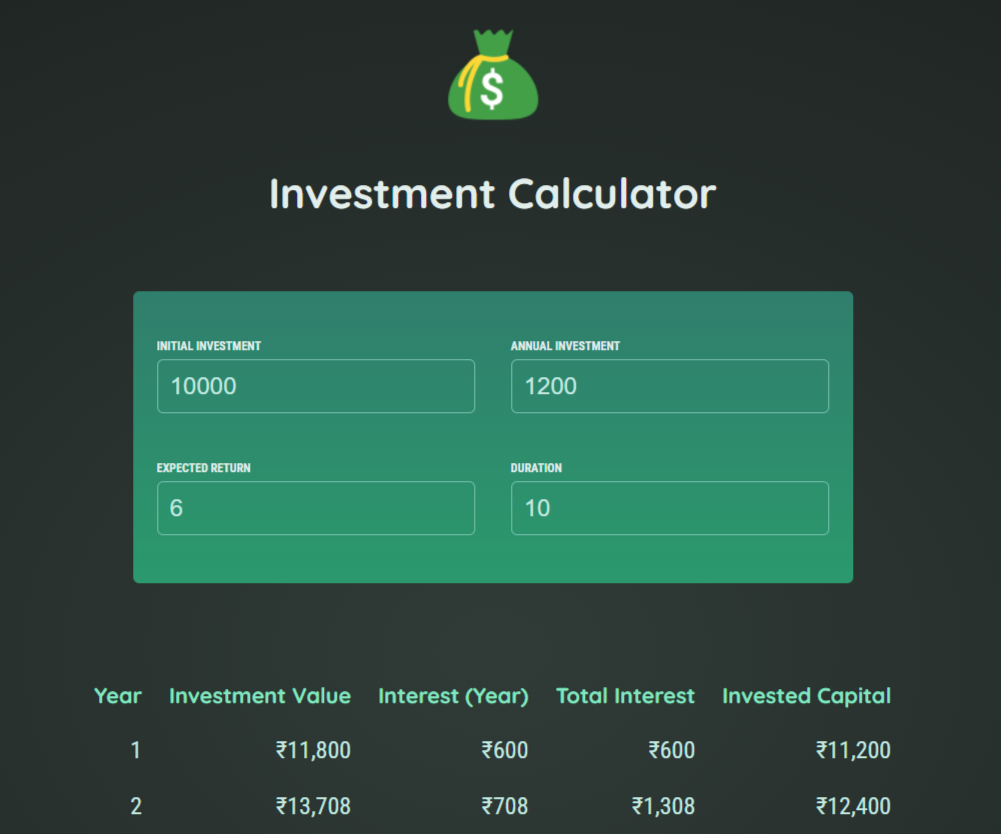 $
Investment Calculator
INITIAL INVESTMENT ANNUAL INVESTMENT
10000 1200
EXPECTED RETURN DURATION
6 10
Year Investment Value Interest (Year) Total Interest Invested Capital
1 ₹11,800 ₹600 ₹600 ₹11,200
2 ₹13,708 ₹708 ₹1,308 ₹12,400